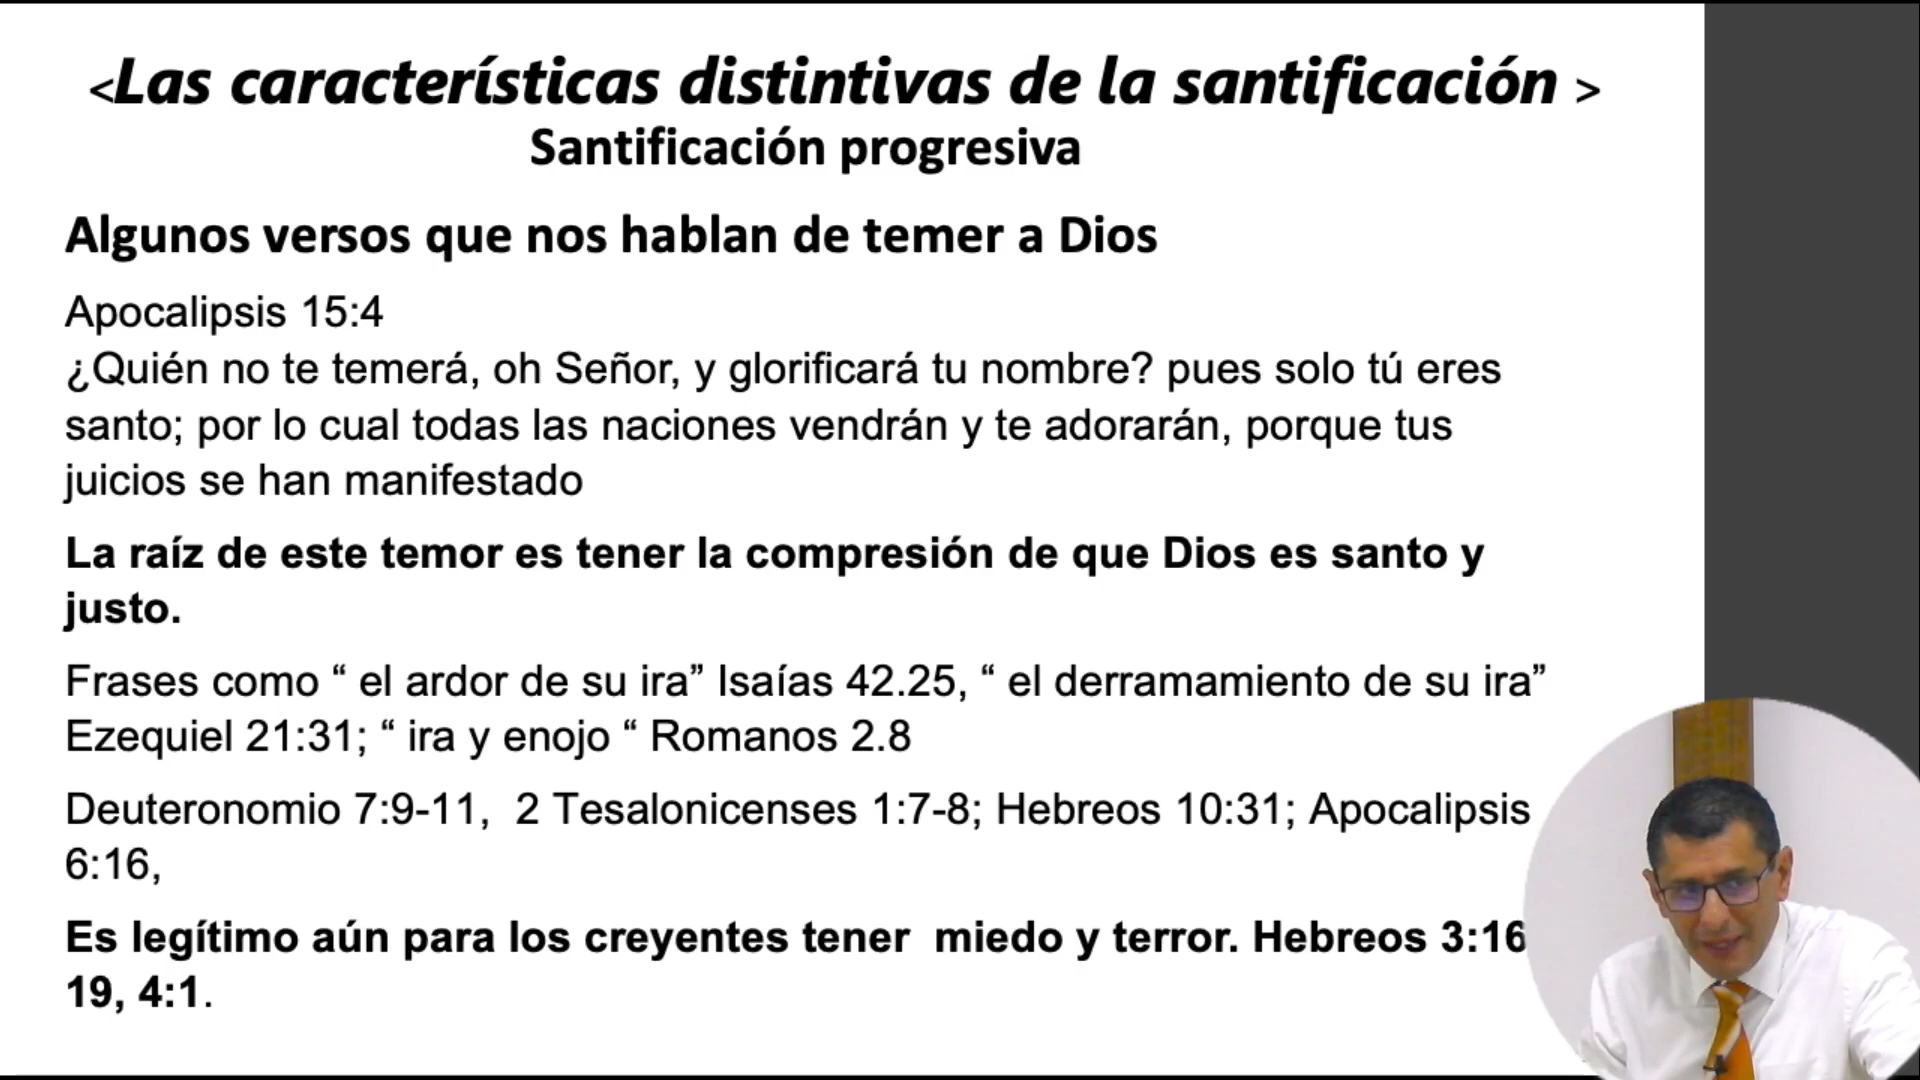 <Las características distintivas de la santificación >
Santificación progresiva
Algunos versos que nos hablan de temer a Dios
Apocalipsis 15:4
¿Quién no te temerá, oh Señor, y glorificará tu nombre? pues solo tú eres
santo; por lo cual todas las naciones vendrán y te adorarán, porque tus
juicios se han manifestado
La raíz de este temor es tener la compresión de que Dios es santo y
justo.
Frases como “ el ardor de su ira” Isaías 42.25, “ el derramamiento de su ira”
Ezequiel 21:31; “ ira y enojo “ Romanos 2.8
Deuteronomio 7:9-11,  2 Tesalonicenses 1:7-8; Hebreos 10:31; Apocalipsis
6:16,
Es legítimo aún para los creyentes tener  miedo y terror. Hebreos 3:16
19, 4:1.